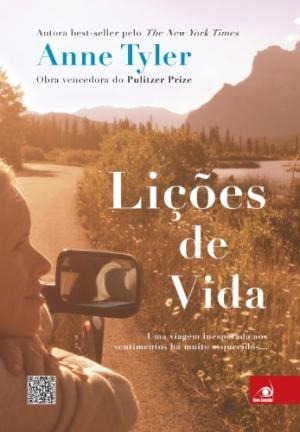 Autora best-seller pelo The New York Times
Anne Tyler
Obra vencedora do Pulitzer Prize
Lições
de
Vida
Uma viagem inesperada aos
sentimentos há muito esquecidos...